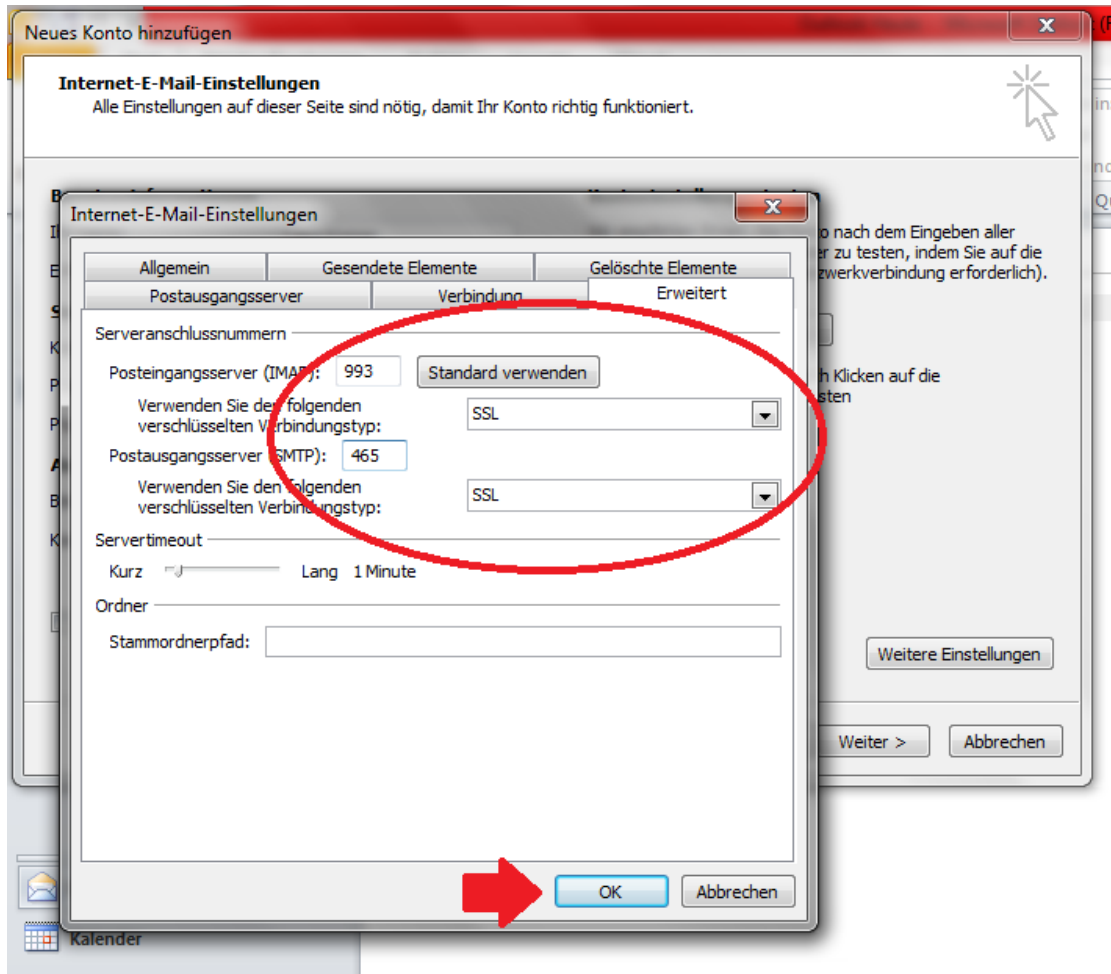 Neues Konto hinzufügen
Internet-E-Mail-Einstellungen
Alle Einstellungen auf dieser Seite sind nötig, damit Ihr Konto richtig funktioniert.
Internet-E-Mail-Einstellungen
nach dem Eingeben aller
zu testen, indem Sie auf die
erforderlich).
Klicken auf die
Allgemein Gesendete Elemente Gelöschte Elemente
Postausgangsserver Verbindung Erweitert
Serveranschlussnummern
Posteingangsserver (IMAP): 993 Standard verwenden
Verwenden Sie den folgenden
verschlüsselten Verbindungstyp: SSL
Postausgangsserver (SMTP): 465
Verwenden Sie den folgenden
verschlüsselten Verbindungstyp: SSL
Servertimeout
Kurz Lang 1 Minute
Ordner
Stammordnerpfad:
Weitere Einstellungen
Weiter > Abbrechen
OK Abbrechen
Kalender